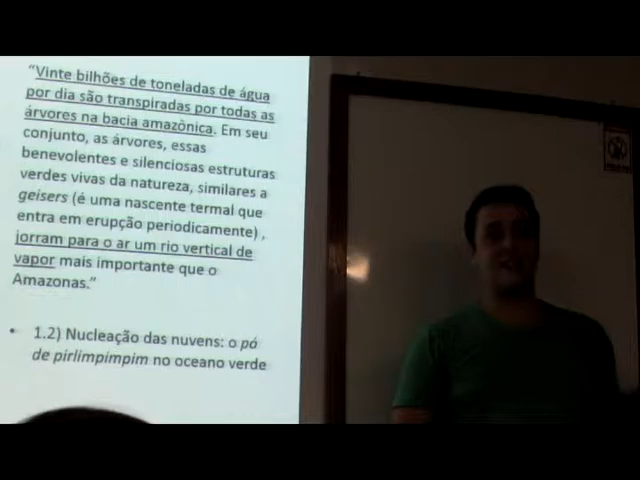 “Vinte bilhões de toneladas de água
por dia são transpiradas por todas as
árvores na bacia amazônica. Em seu
conjunto, as árvores, essas
benevolentes e silenciosas estruturas
verdes vivas da natureza, similares a
geisers (é uma nascente termal que
entra em erupção periodicamente) ,
jorram para o ar um rio vertical de
vapor mais importante que o
Amazonas.”
• 1.2) Nucleação das nuvens: o pó
de pirlimpimpim no oceano verde